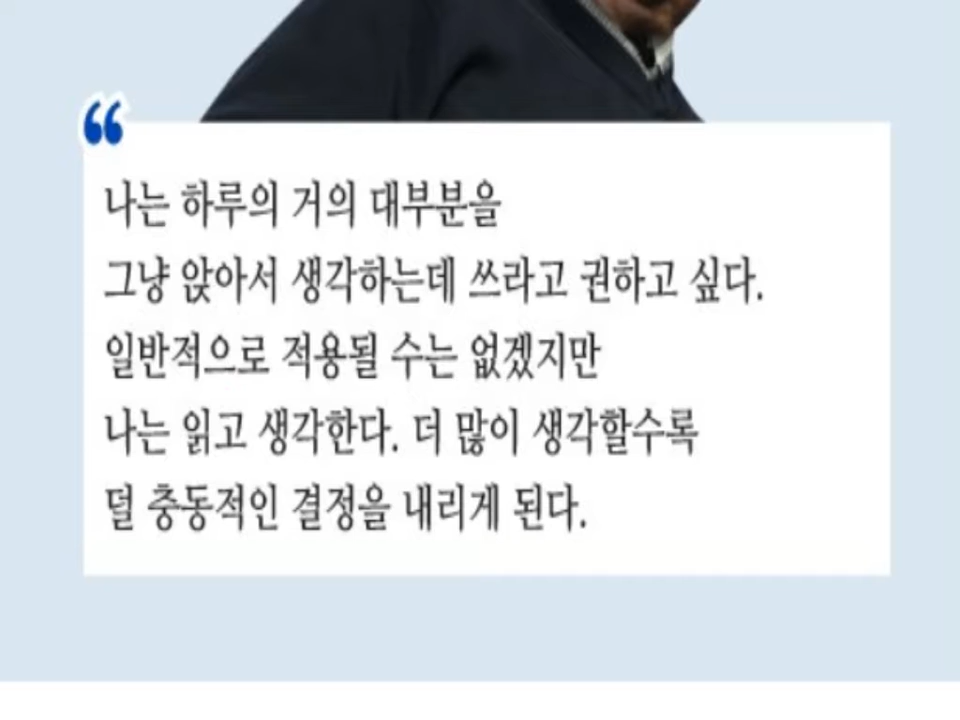 나는 하루의 거의 대부분을
그냥 앉아서 생각하는데 쓰라고 권하고 싶다.
일반적으로 적용될 수는 없겠지만
나는 읽고 생각한다. 더 많이 생각할수록
덜 충동적인 결정을 내리게 된다.